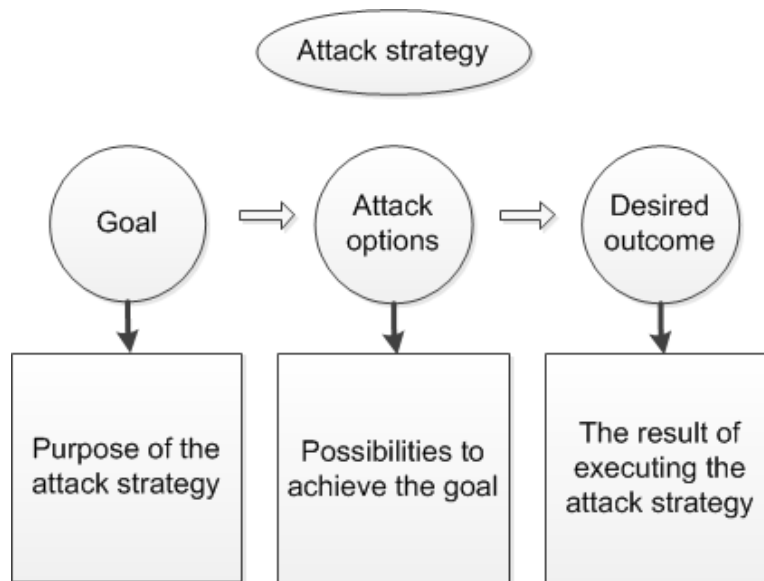 Attack strategy
Goal
Attack
options
Desired
outcome
Purpose of the
attack strategy
Possibilities to
achieve the goal
The result of
executing the
attack strategy